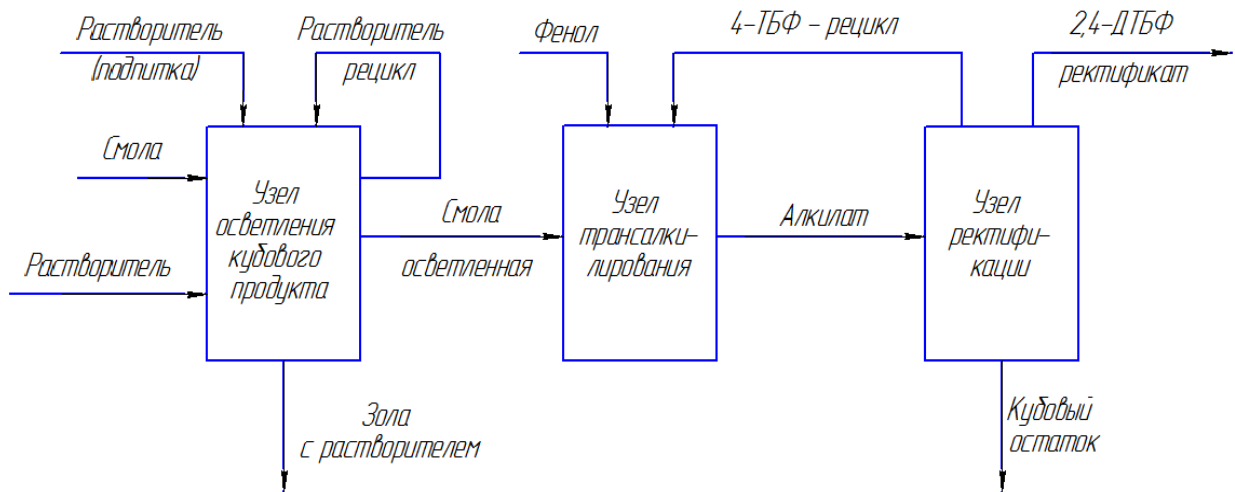 Растворитель
(подпитка)
Растворитель
рецикл
Фенол
4-ТБФ - рецикл
2,4-ДТБФ
ректификат
Смола
Растворитель
Узел
осветления
кубового
продукта
Смола
осветленная
Узел
трансалки-
лирования
Алкилат
Узел
ректифи-
кации
Зола
с растворителем
Кубовый
остаток